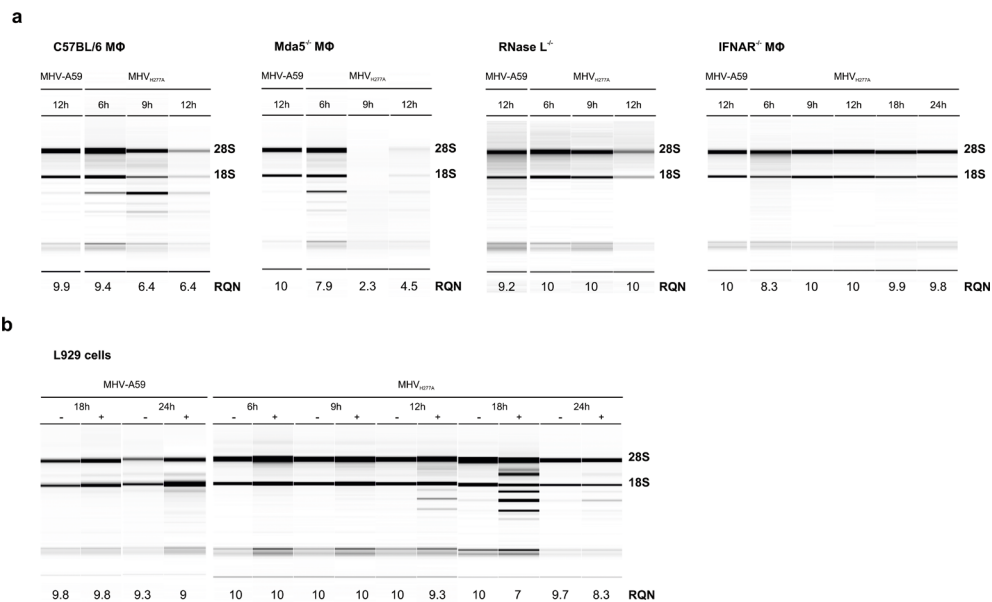 a
C57BL/6 MΦ Mda5-/- MΦ RNase L-/- IFNAR-/- MΦ
MHV-A59 MHVH277A MHV-A59 MHVH277A MHV-A59 MHVH277A MHV-A59 MHVH277A
12h 6h 9h 12h 12h 6h 9h 12h 12h 6h 9h 12h 12h 6h 9h 12h 18h 24h
28S 28S 28S 28S
18S 18S 18S 18S
9.9 9.4 6.4 6.4 RQN 10 7.9 2.3 4.5 RQN 9.2 10 10 10 RQN 10 8.3 10 10 9.9 9.8 RQN
b
L929 cells
MHV-A59 MHVH277A
18h 24h 6h 9h 12h 18h 24h
- + - + - + - + - + - + - +
28S
18S
9.8 9.8 9.3 9 10 10 10 10 10 9.3 10 7 9.7 8.3 RQN